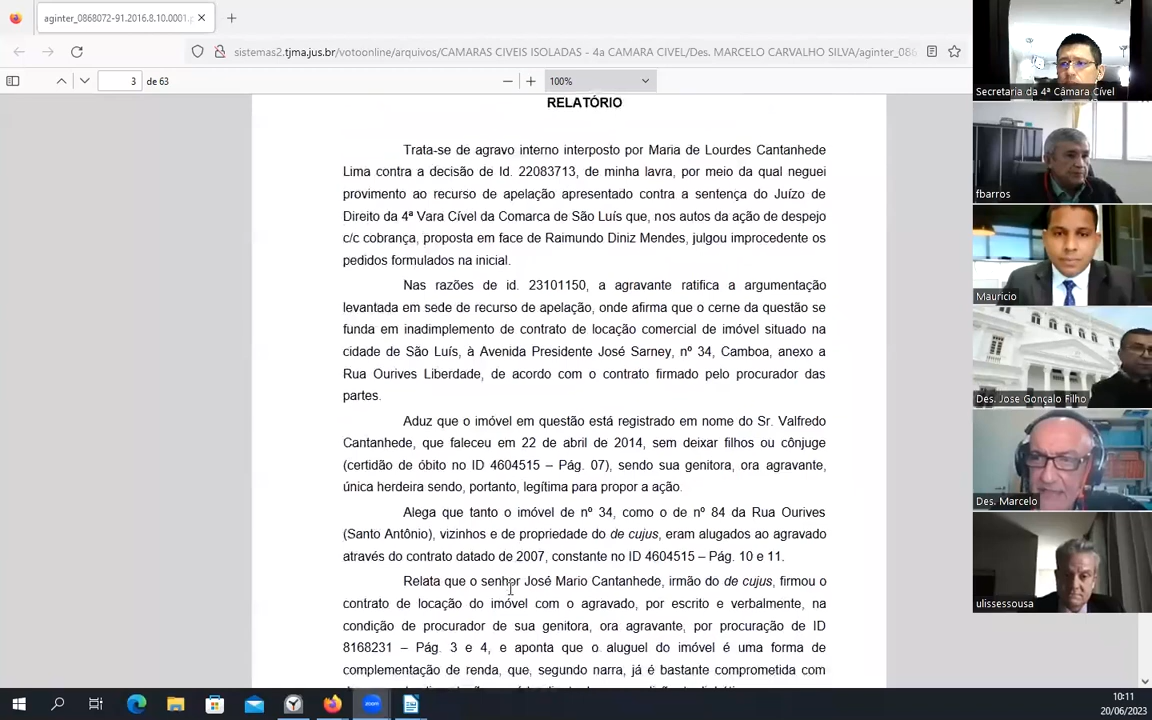 aginter_0868072-91.2016.8.10.0001.p
sistemas2.tjma.jus.br/votoonline/arquivos/CAMARAS CIVEIS ISOLADAS - 4a CAMARA CIVEL/Des. MARCELO CARVALHO SILVA/aginter_086
3 de 63
100%
RELATÓRIO
Trata-se de agravo interno interposto por Maria de Lourdes Cantanhede
Lima contra a decisão de Id. 22083713, de minha lavra, por meio da qual neguei
provimento ao recurso de apelação apresentado contra a sentença do Juízo de
Direito da 4ª Vara Cível da Comarca de São Luís que, nos autos da ação de despejo
c/c cobrança, proposta em face de Raimundo Diniz Mendes, julgou improcedente os
pedidos formulados na inicial.
Nas razões de id. 23101150, a agravante ratifica a argumentação
levantada em sede de recurso de apelação, onde afirma que o cerne da questão se
funda em inadimplemento de contrato de locação comercial de imóvel situado na
cidade de São Luís, à Avenida Presidente José Sarney, nº 34, Camboa, anexo a
Rua Ourives Liberdade, de acordo com o contrato firmado pelo procurador das
partes.
Aduz que o imóvel em questão está registrado em nome do Sr. Valfredo
Cantanhede, que faleceu em 22 de abril de 2014, sem deixar filhos ou cônjuge
(certidão de óbito no ID 4604515 – Pág. 07), sendo sua genitora, ora agravante,
única herdeira sendo, portanto, legítima para propor a ação.
Alega que tanto o imóvel de nº 34, como o de nº 84 da Rua Ourives
(Santo Antônio), vizinhos e de propriedade do de cujus, eram alugados ao agravado
através do contrato datado de 2007, constante no ID 4604515 – Pág. 10 e 11.
Relata que o senhor José Mario Cantanhede, irmão do de cujus, firmou o
contrato de locação do imóvel com o agravado, por escrito e verbalmente, na
condição de procurador de sua genitora, ora agravante, por procuração de ID
8168231 – Pág. 3 e 4, e aponta que o aluguel do imóvel é uma forma de
complementação de renda, que, segundo narra, já é bastante comprometida com
Secretaria da 4ª Câmara Cível
fbarros
Mauricio
Des. Jose Gonçalo Filho
Des. Marcelo
ulissessousa
zoom
10:11
20/06/2023